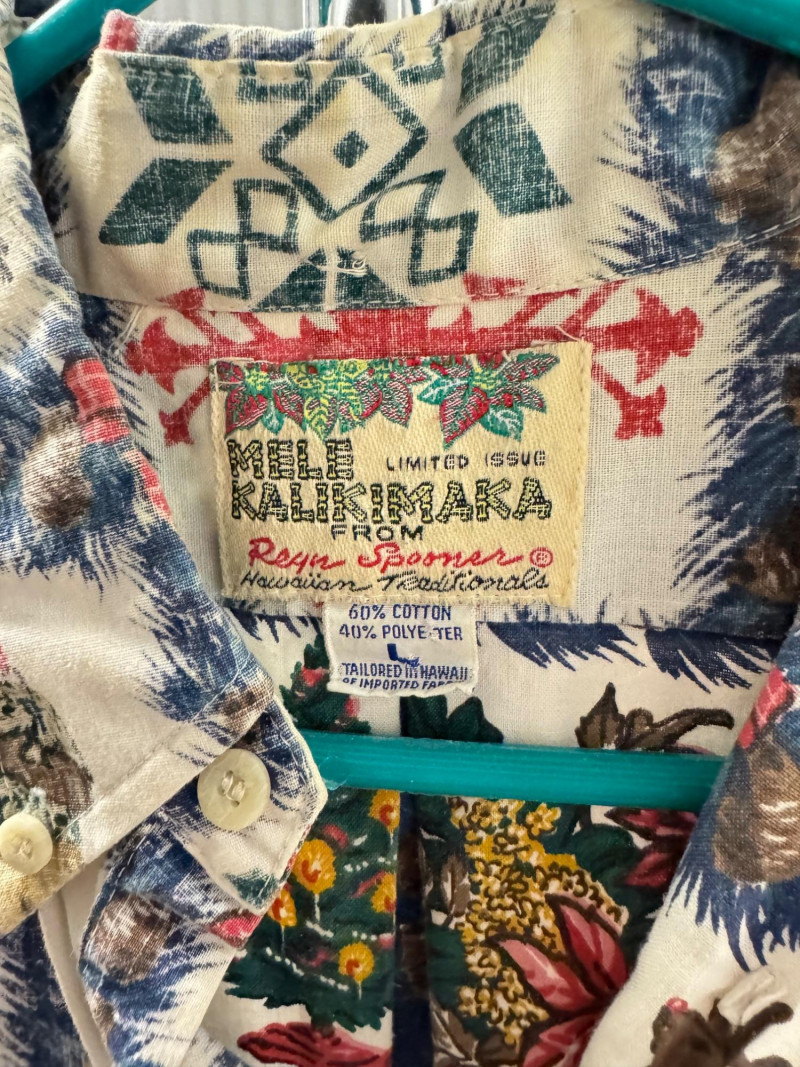 MELE LIMITED ISSUE
KALIKIMAKA
FROM
Reyn Spooner ®
Hawaiian Traditionals
60% COTTON
40% POLYESTER
L
TAILORED IN HAWAII
OF IMPORTED FABRIC